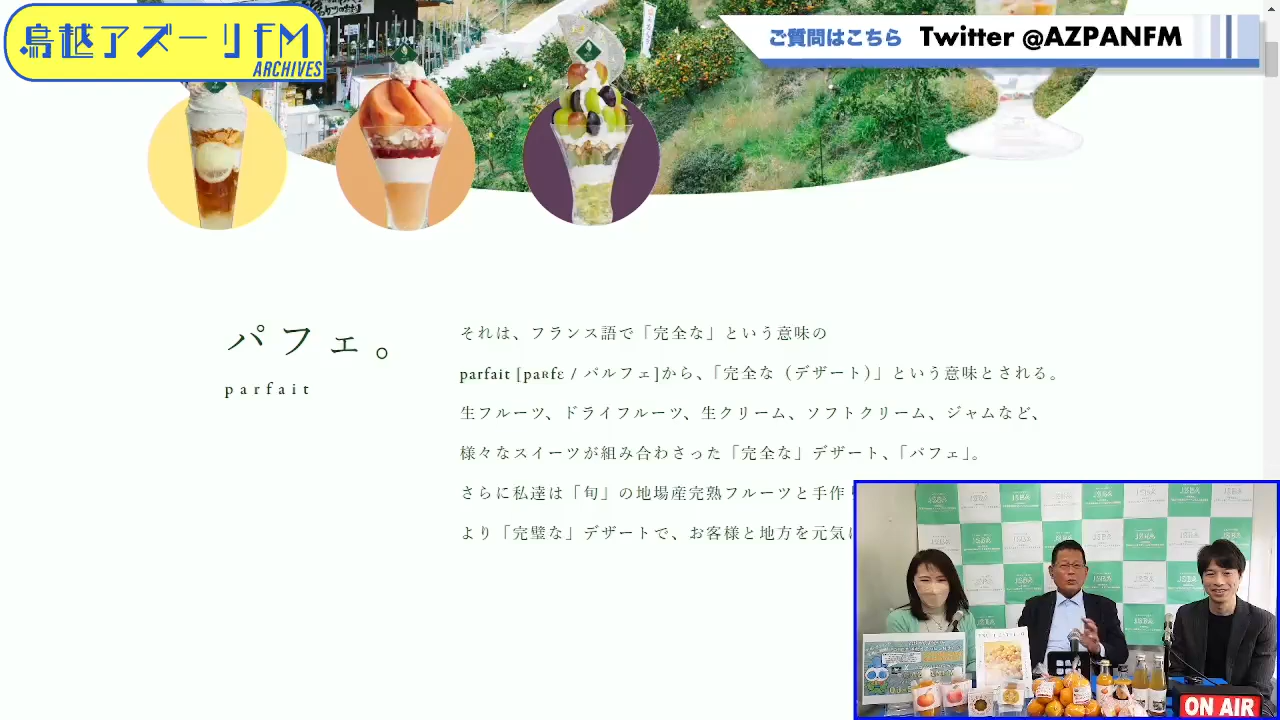 鳥越アズーリFM
ARCHIVES
ご質問はこちら Twitter @AZPANFM
パフェ。
parfait
それは、フランス語で「完全な」という意味の
parfait [paʀfɛ / パルフェ]から、「完全な（デザート）」という意味とされる。
生フルーツ、ドライフルーツ、生クリーム、ソフトクリーム、ジャムなど、
様々なスイーツが組み合わさった「完全な」デザート、「パフェ」。
さらに私達は「旬」の地場産完熟フルーツと手作り
より「完璧な」デザートで、お客様と地方を元気に
JSBA
ON AIR